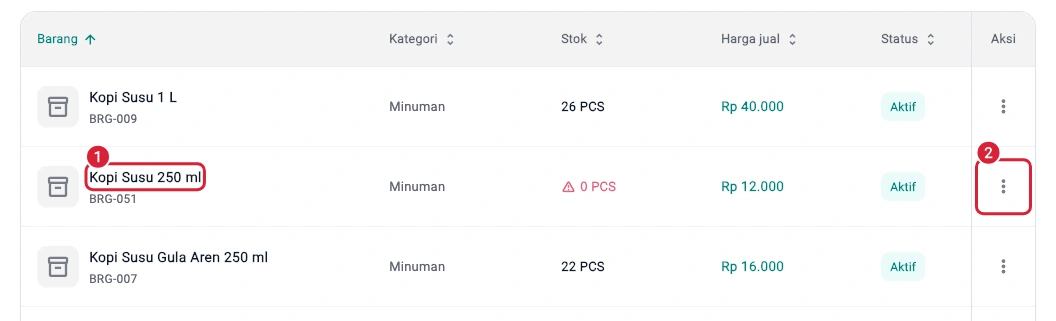 Barang Kategori Stok Harga jual Status Aksi
Kopi Susu 1 L
BRG-009
Minuman 26 PCS Rp 40.000 Aktif
1 2
Kopi Susu 250 ml
BRG-051
Minuman 0 PCS Rp 12.000 Aktif
Kopi Susu Gula Aren 250 ml
BRG-007
Minuman 22 PCS Rp 16.000 Aktif